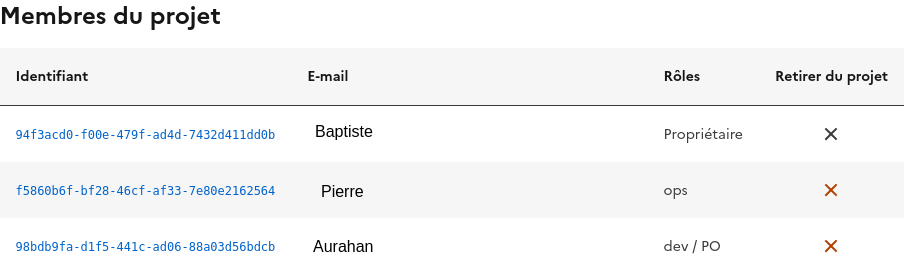 Membres du projet
Identifiant E-mail Rôles Retirer du projet
94f3acd0-f00e-479f-ad4d-7432d411dd0b Baptiste Propriétaire
f5860b6f-bf28-46cf-af33-7e80e2162564 Pierre ops
98bdb9fa-d1f5-441c-ad06-88a03d56bdcb Aurahan dev / PO